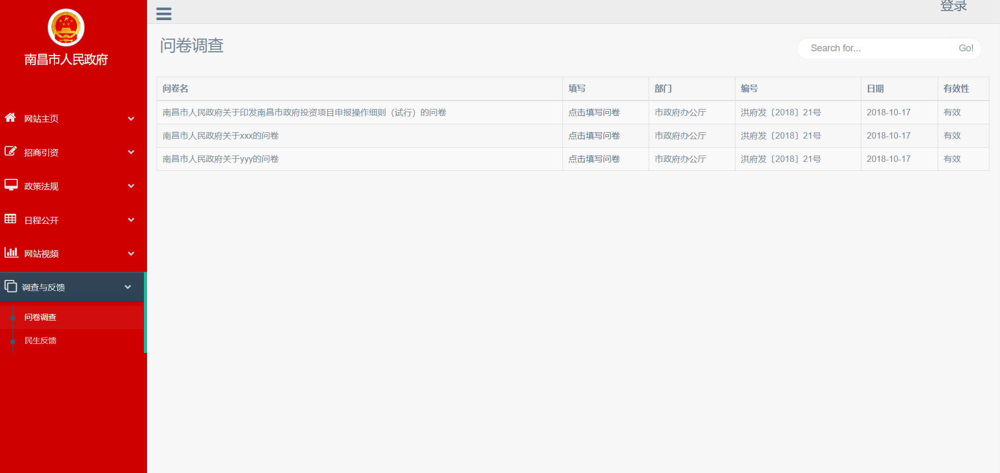 登录
南昌市人民政府
问卷调查
Search for...
Go!
网站主页
招商引资
政策法规
日程公开
网站视频
调查与反馈
问卷调查
民生反馈
问卷名 填写 部门 编号 日期 有效性
南昌市人民政府关于印发南昌市政府投资项目申报操作细则（试行）的问卷 点击填写问卷 市政府办公厅 洪府发〔2018〕21号 2018-10-17 有效
南昌市人民政府关于xxx的问卷 点击填写问卷 市政府办公厅 洪府发〔2018〕21号 2018-10-17 有效
南昌市人民政府关于yyy的问卷 点击填写问卷 市政府办公厅 洪府发〔2018〕21号 2018-10-17 有效